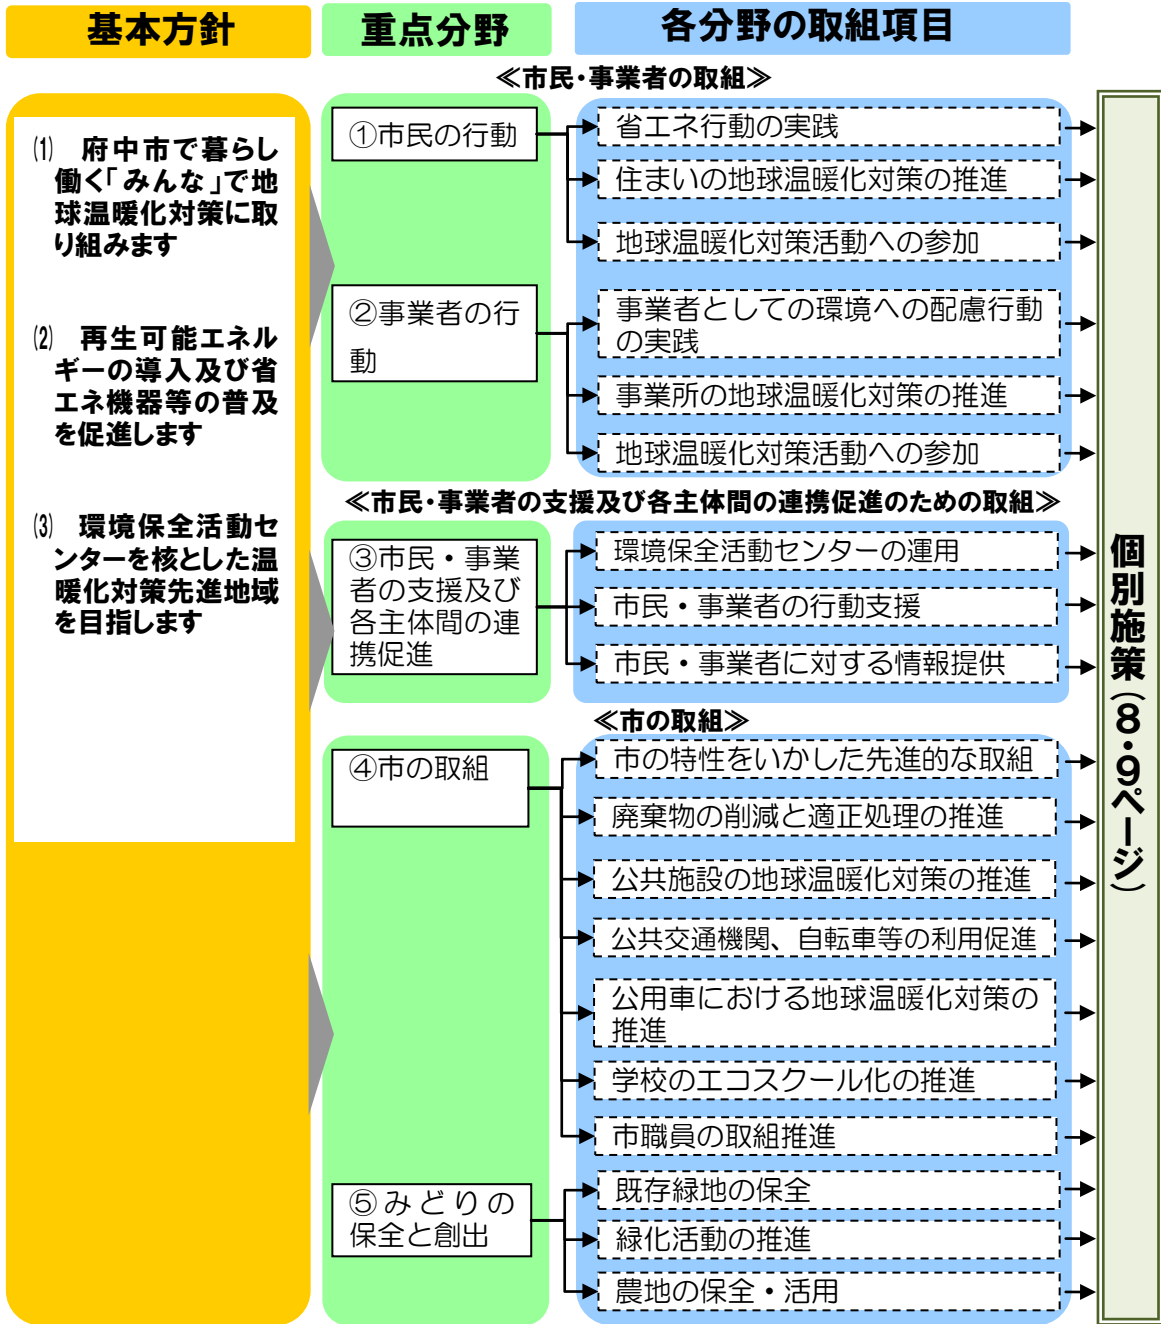 基本方針
重点分野
各分野の取組項目
≪市民・事業者の取組≫
⑴ 府中市で暮らし
働く「みんな」で地
球温暖化対策に取
り組みます
⑵ 再生可能エネル
ギーの導入及び省
エネ機器等の普及
を促進します
⑶ 環境保全活動セ
ンターを核とした温
暖化対策先進地域
を目指します
①市民の行動
省エネ行動の実践
住まいの地球温暖化対策の推進
地球温暖化対策活動への参加
②事業者の行
動
事業者としての環境への配慮行動
の実践
事業所の地球温暖化対策の推進
地球温暖化対策活動への参加
≪市民・事業者の支援及び各主体間の連携促進のための取組≫
③市民・事業
者の支援及び
各主体間の連
携促進
環境保全活動センターの運用
市民・事業者の行動支援
市民・事業者に対する情報提供
≪市の取組≫
④市の取組
市の特性をいかした先進的な取組
廃棄物の削減と適正処理の推進
公共施設の地球温暖化対策の推進
公共交通機関、自転車等の利用促進
公用車における地球温暖化対策の
推進
学校のエコスクール化の推進
市職員の取組推進
⑤みどりの
保全と創出
既存緑地の保全
緑化活動の推進
農地の保全・活用
個別施策(8・9ページ)